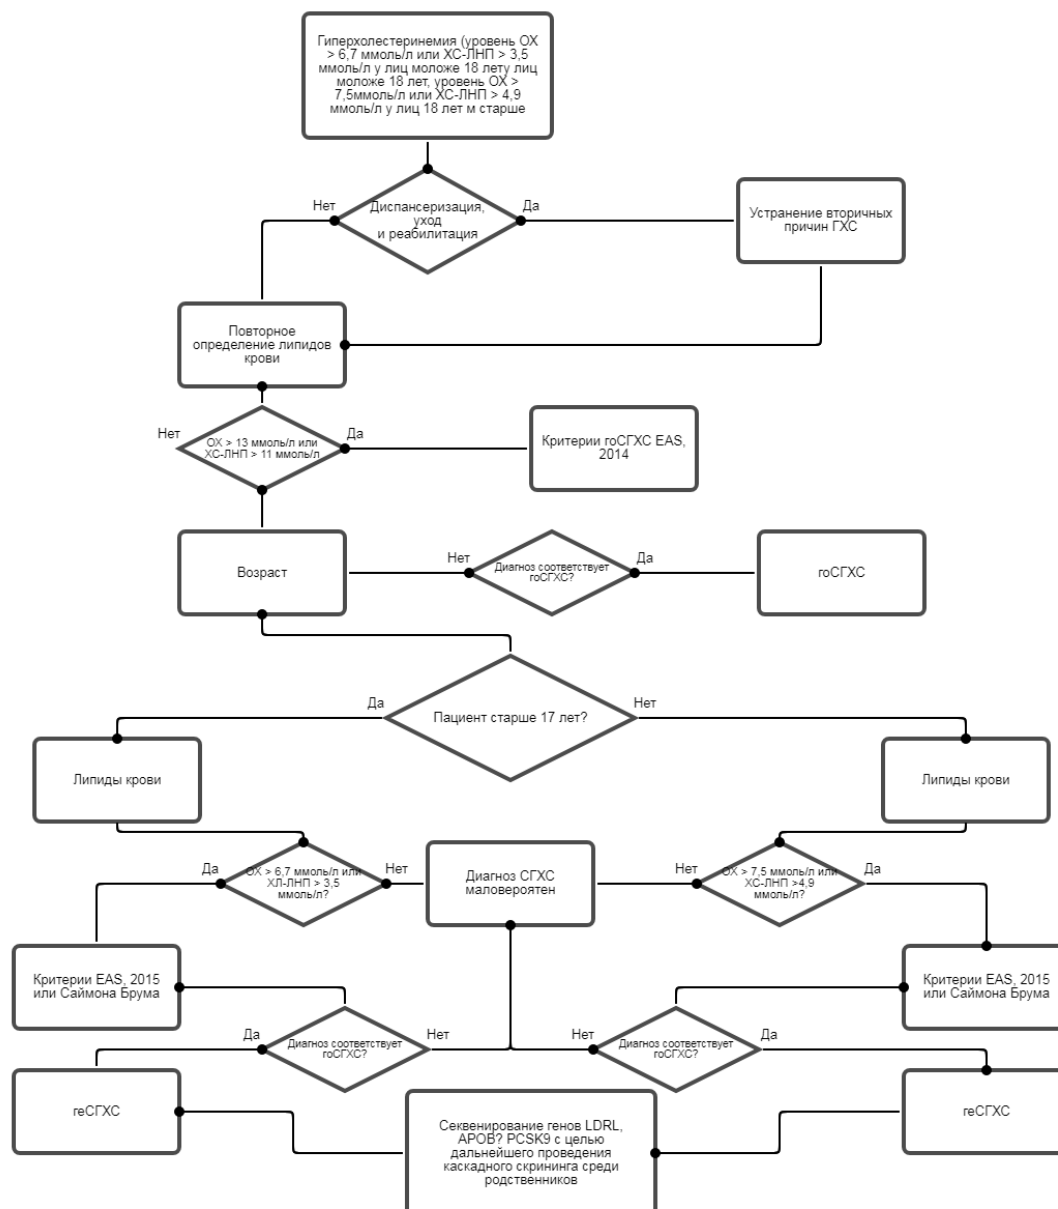 Гиперхолестеринемия (уровень ОХ
> 6,7 ммоль/л или ХС-ЛНП > 3,5
ммоль/л у лиц моложе 18 лету лиц
моложе 18 лет, уровень ОХ >
7,5ммоль/л или ХС-ЛНП > 4,9
ммоль/л у лиц 18 лет м старше
Нет
Диспансеризация,
уход
и реабилитация
Да
Устранение вторичных
причин ГХС
Повторное
определение липидов
крови
Нет
ОХ > 13 ммоль/л или
ХС-ЛНП > 11 ммоль/л
Да
Критерии гоСГХС EAS,
2014
Возраст
Нет
Диагноз соответствует
гоСГХС?
Да
гоСГХС
Да
Пациент старше 17 лет?
Нет
Липиды крови
Липиды крови
Да
ОХ > 6,7 ммоль/л или
ХЛ-ЛНП > 3,5
ммоль/л?
Нет
Диагноз СГХС
маловероятен
Нет
ОХ > 7,5 ммоль/л или
ХС-ЛНП >4,9
ммоль/л?
Да
Критерии EAS, 2015
или Саймона Брума
Критерии EAS, 2015
или Саймона Брума
Да
Диагноз соответствует
гоСГХС?
Нет
Нет
Диагноз соответствует
гоСГХС?
Да
геСГХС
Секвенирование генов LDRL,
APOB? PCSK9 с целью
дальнейшего проведения
каскадного скрининга среди
родственников
геСГХС